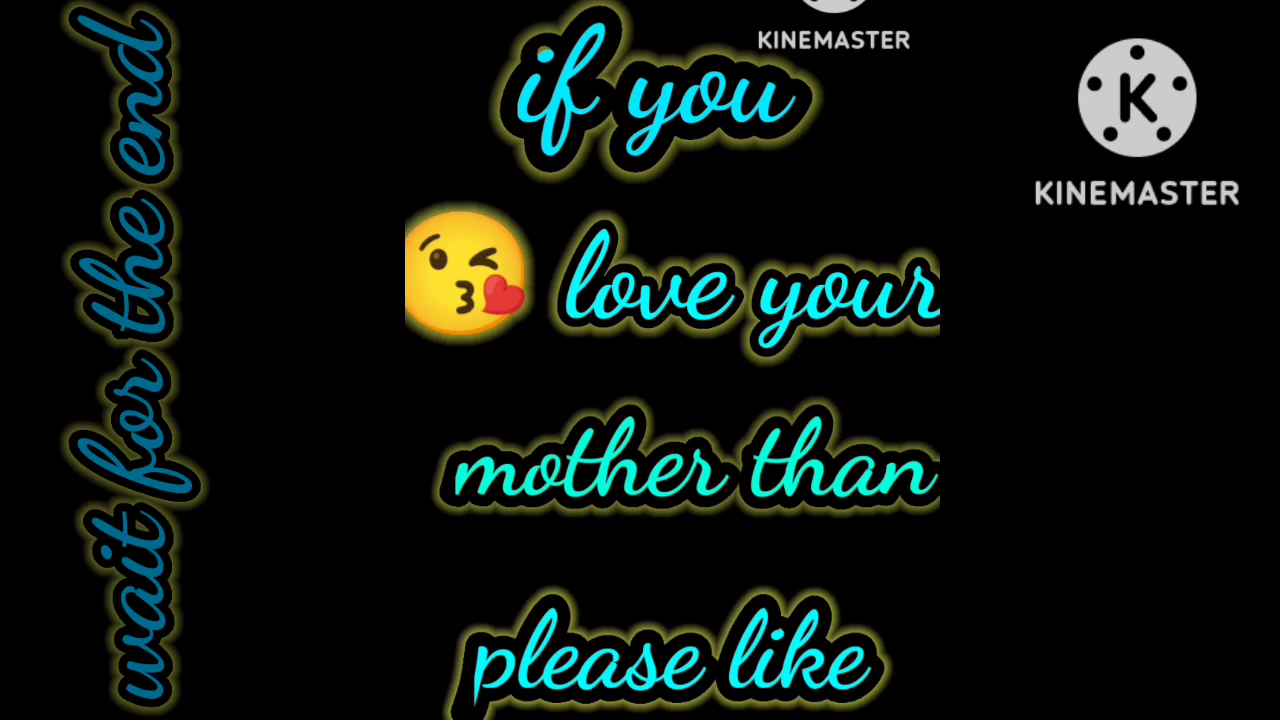 wait for the end
if you
😘 love your
mother than
please like
KINEMASTER
K
KINEMASTER